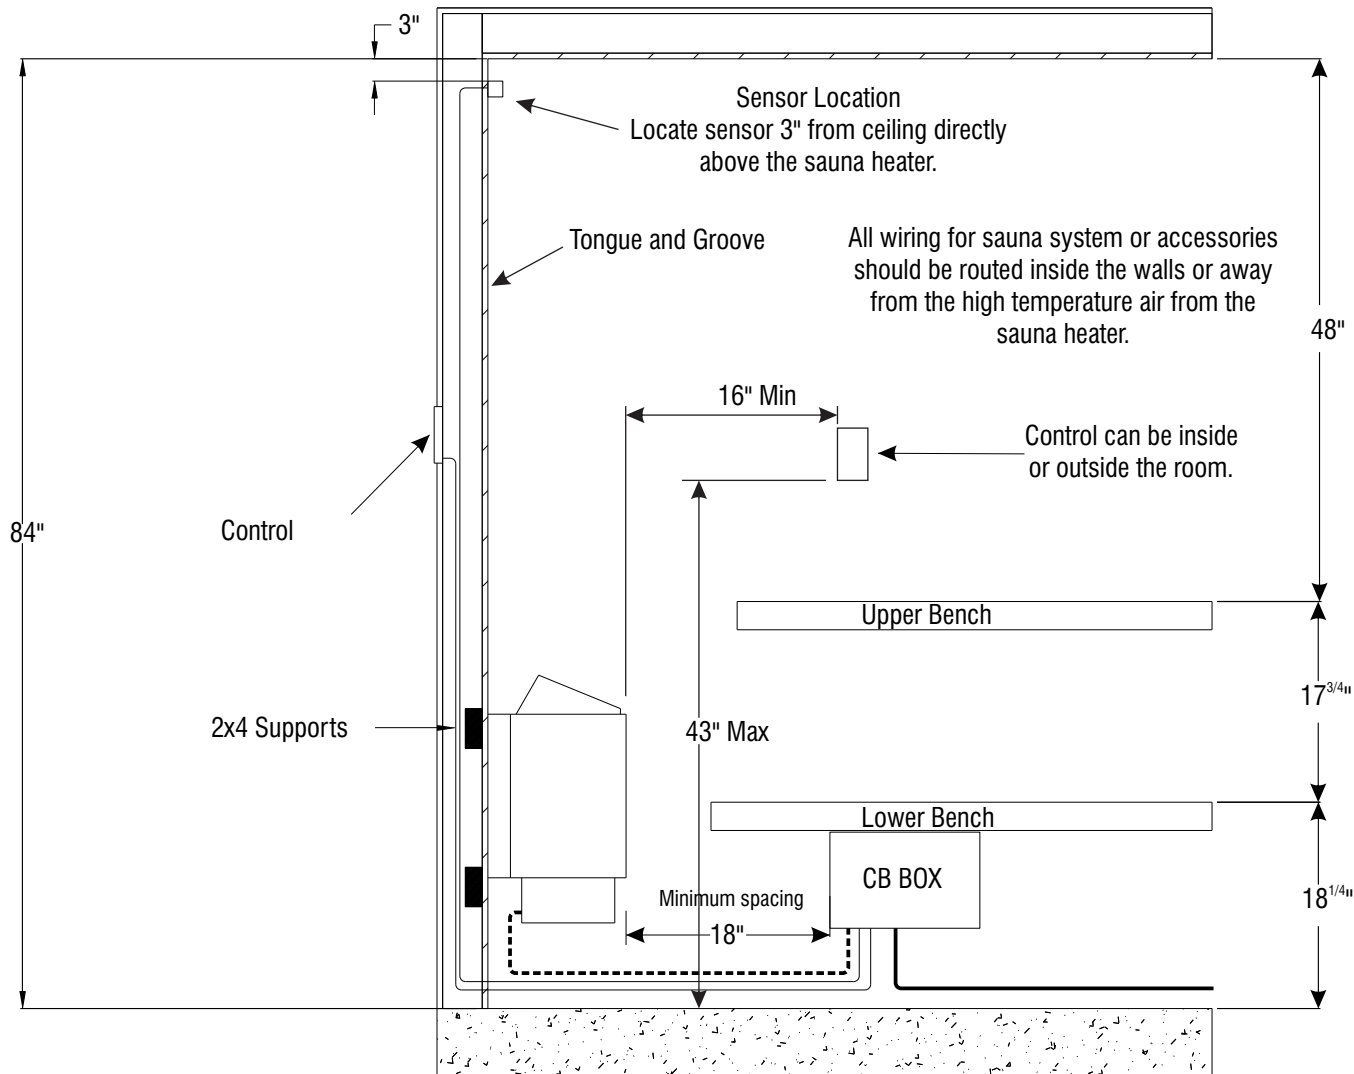 3"
Sensor Location
Locate sensor 3" from ceiling directly
above the sauna heater.
Tongue and Groove
All wiring for sauna system or accessories
should be routed inside the walls or away
from the high temperature air from the
sauna heater.
48"
16" Min
Control can be inside
or outside the room.
Control
84"
Upper Bench
17 3/4"
2x4 Supports
43" Max
Lower Bench
CB BOX
18 1/4"
Minimum spacing
18"